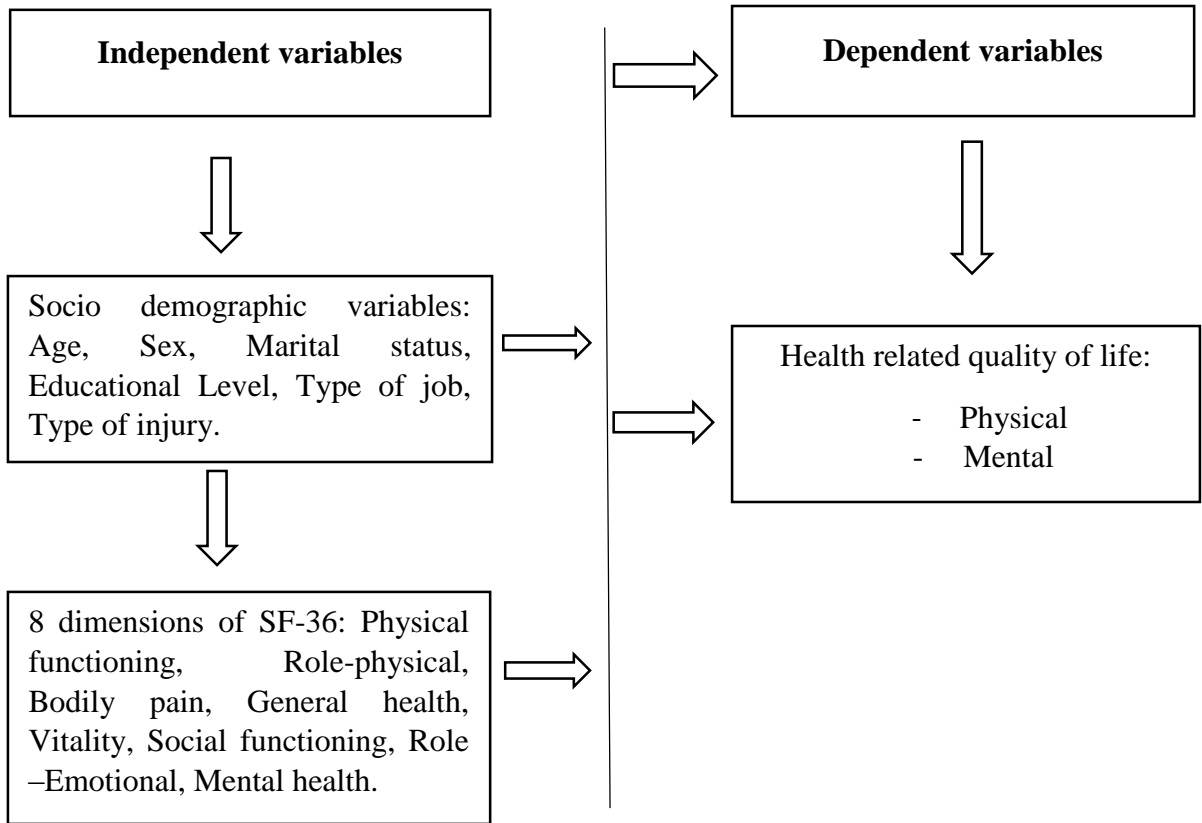 Independent variables
Dependent variables
Socio demographic variables:
Age, Sex, Marital status,
Educational Level, Type of job,
Type of injury.
Health related quality of life:
- Physical
- Mental
8 dimensions of SF-36: Physical
functioning, Role-physical,
Bodily pain, General health,
Vitality, Social functioning, Role
–Emotional, Mental health.